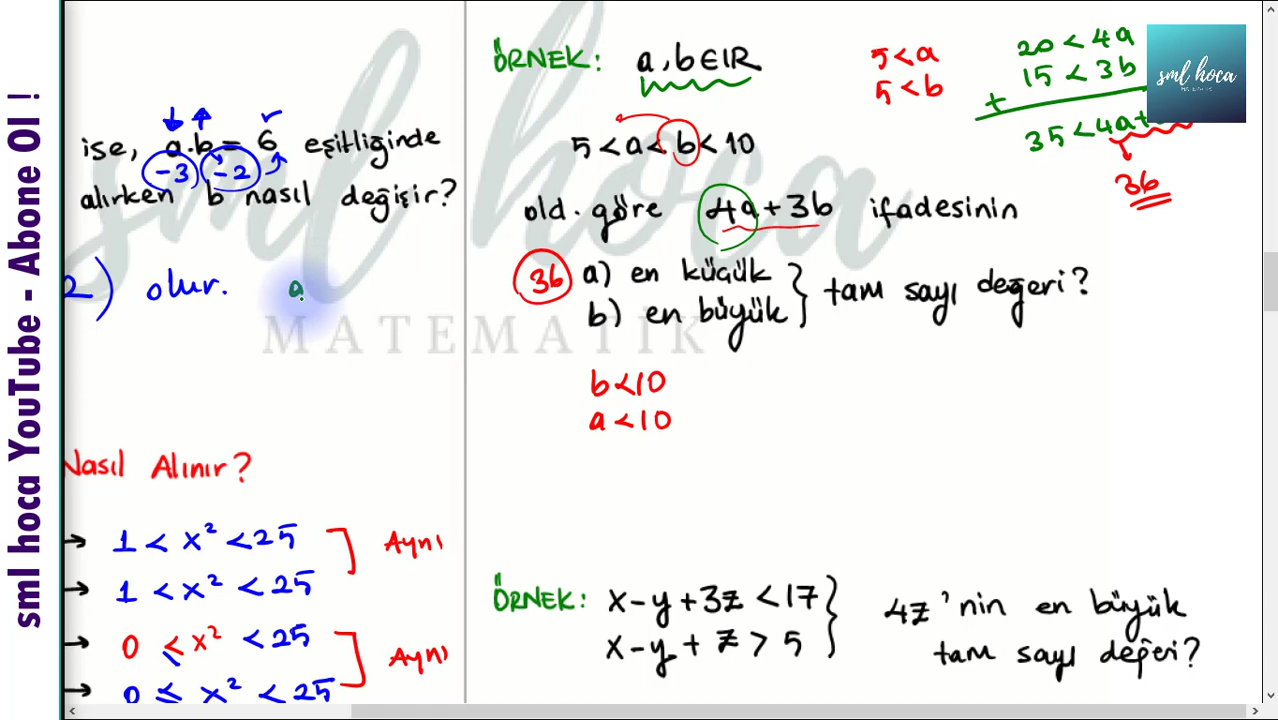 sml hoca YouTube - Abone Ol !
ise, a.b = 6 eşitliğinde
-3 -2
alırken b nasıl değişir?
2) olur. a
Nasıl Alınır?
→ 1 < x² < 25
→ 1 < x² < 25
] Aynı
→ 0 ≤ x² < 25
→ 0 ≤ x² < 25
] Aynı
sml hoca
MATEMATİK
ÖRNEK: a,b∈IR
5 < a < b < 10
old. göre 4a+3b ifadesinin
36 a) en küçük
b) en büyük
} tam sayı değeri?
b<10
a<10
5<a
5<b
20 < 4a
15 < 3b
+
35 < 4a+
36
sml hoca
MATEMATİK
ÖRNEK: x-y+3z <17
x-y+z > 5
} 4z'nin en büyük
tam sayı değeri?